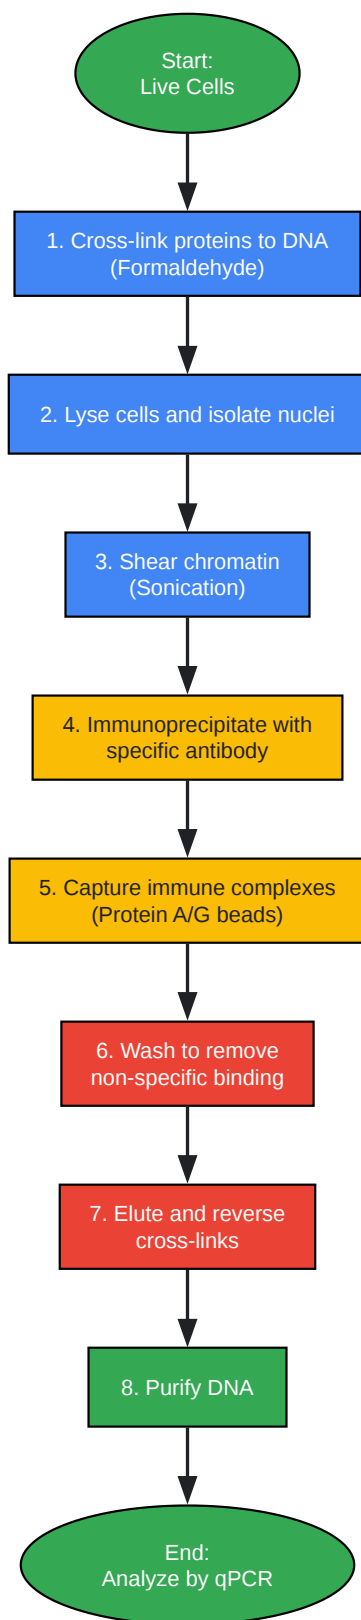 Start:
Live Cells
1. Cross-link proteins to DNA
(Formaldehyde)
2. Lyse cells and isolate nuclei
3. Shear chromatin
(Sonication)
4. Immunoprecipitate with
specific antibody
5. Capture immune complexes
(Protein A/G beads)
6. Wash to remove
non-specific binding
7. Elute and reverse
cross-links
8. Purify DNA
End:
Analyze by qPCR